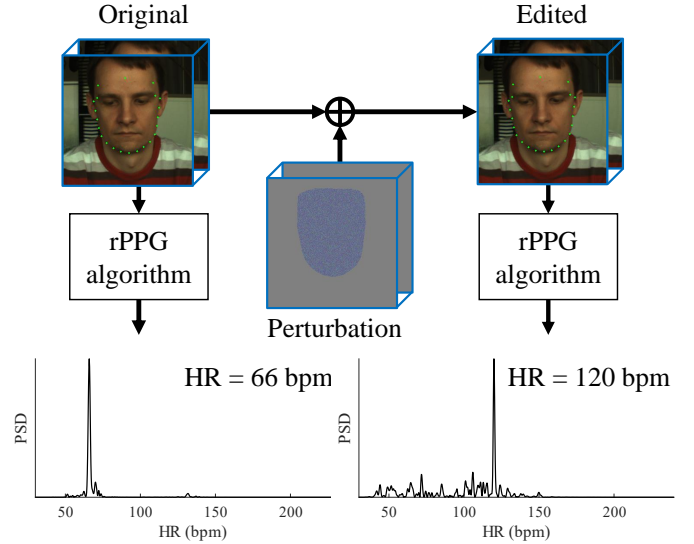 Original
Edited
rPPG
algorithm
Perturbation
rPPG
algorithm
HR = 66 bpm
PSD
50
100
150
200
HR (bpm)
HR = 120 bpm
PSD
50
100
150
200
HR (bpm)